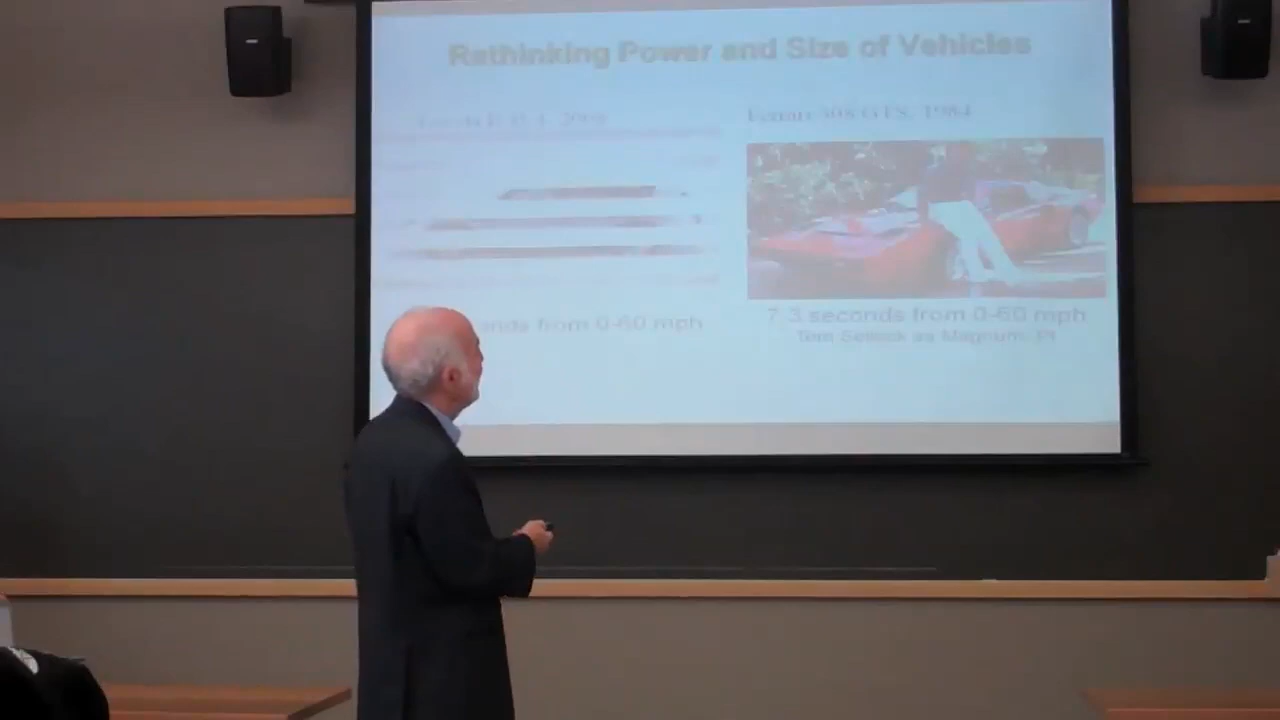 Rethinking Power and Size of Vehicles
Ferrari 308 GTS, 1984
from 0-60 mph
7.3 seconds from 0-60 mph
Tom Selleck as Magnum, PI